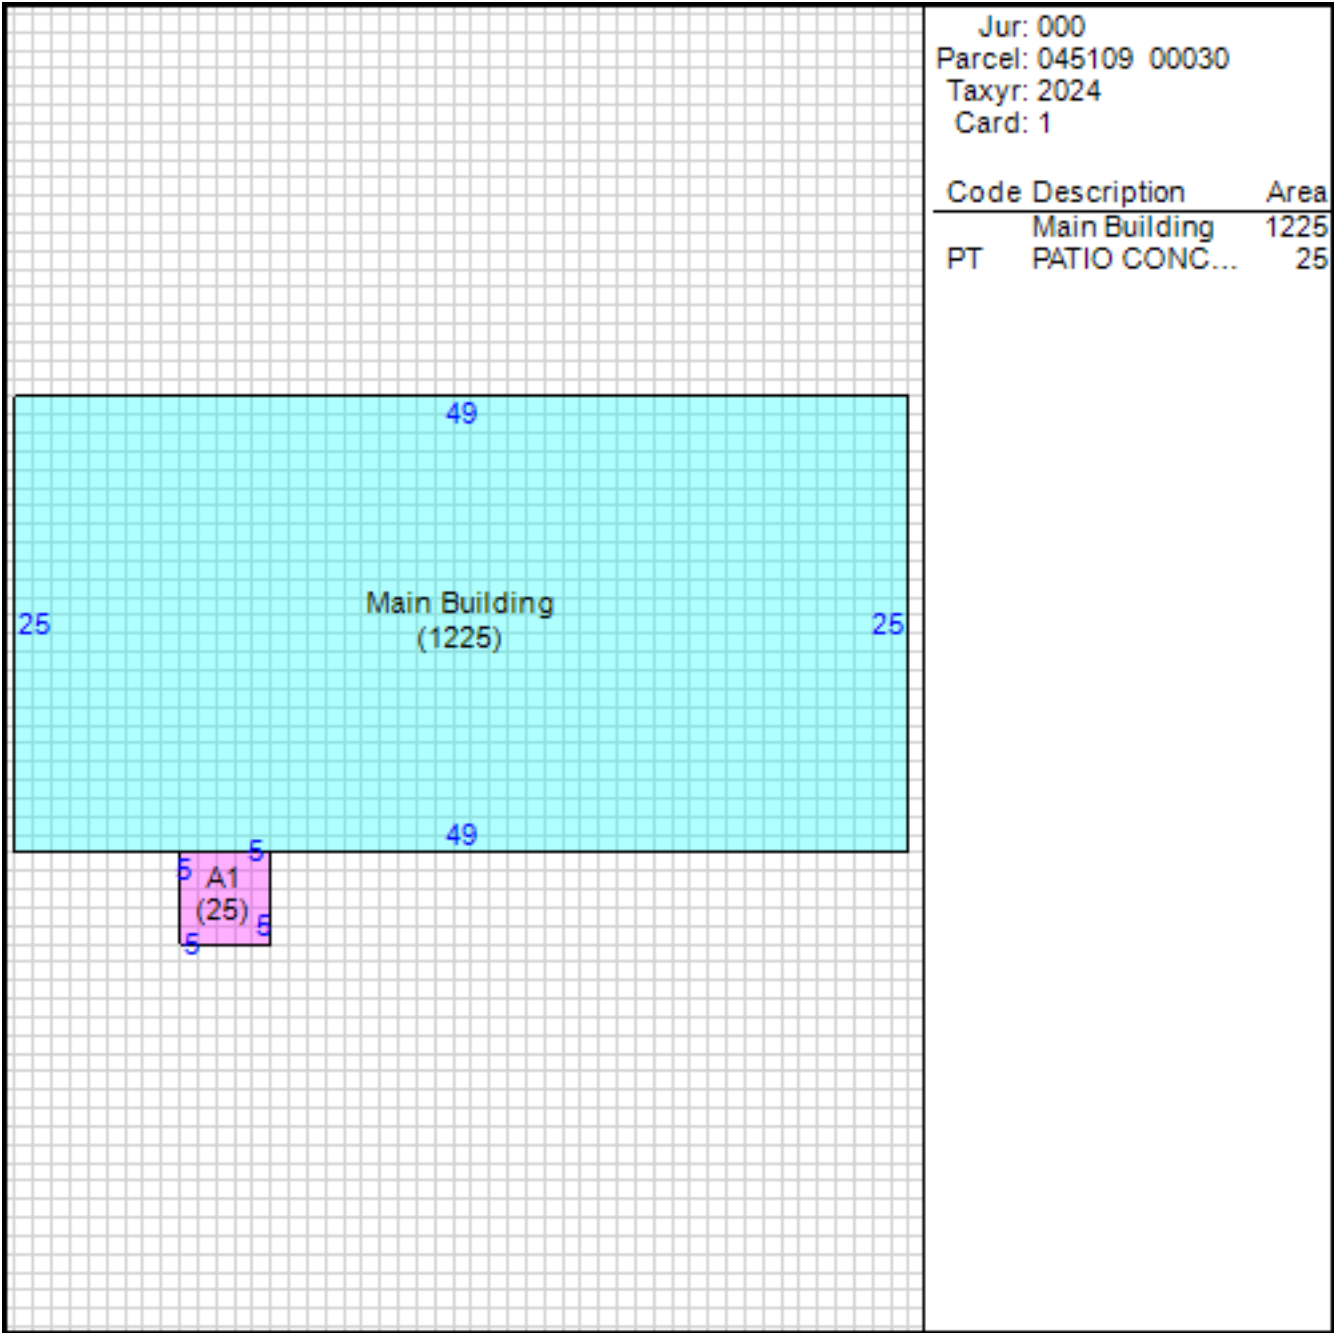 Jur: 000
Parcel: 045109 00030
Taxyr: 2024
Card: 1
Code Description Area
Main Building 1225
PT PATIO CONC... 25
49
Main Building
(1225)
25
25
49
5
5
A1
(25)
5
5